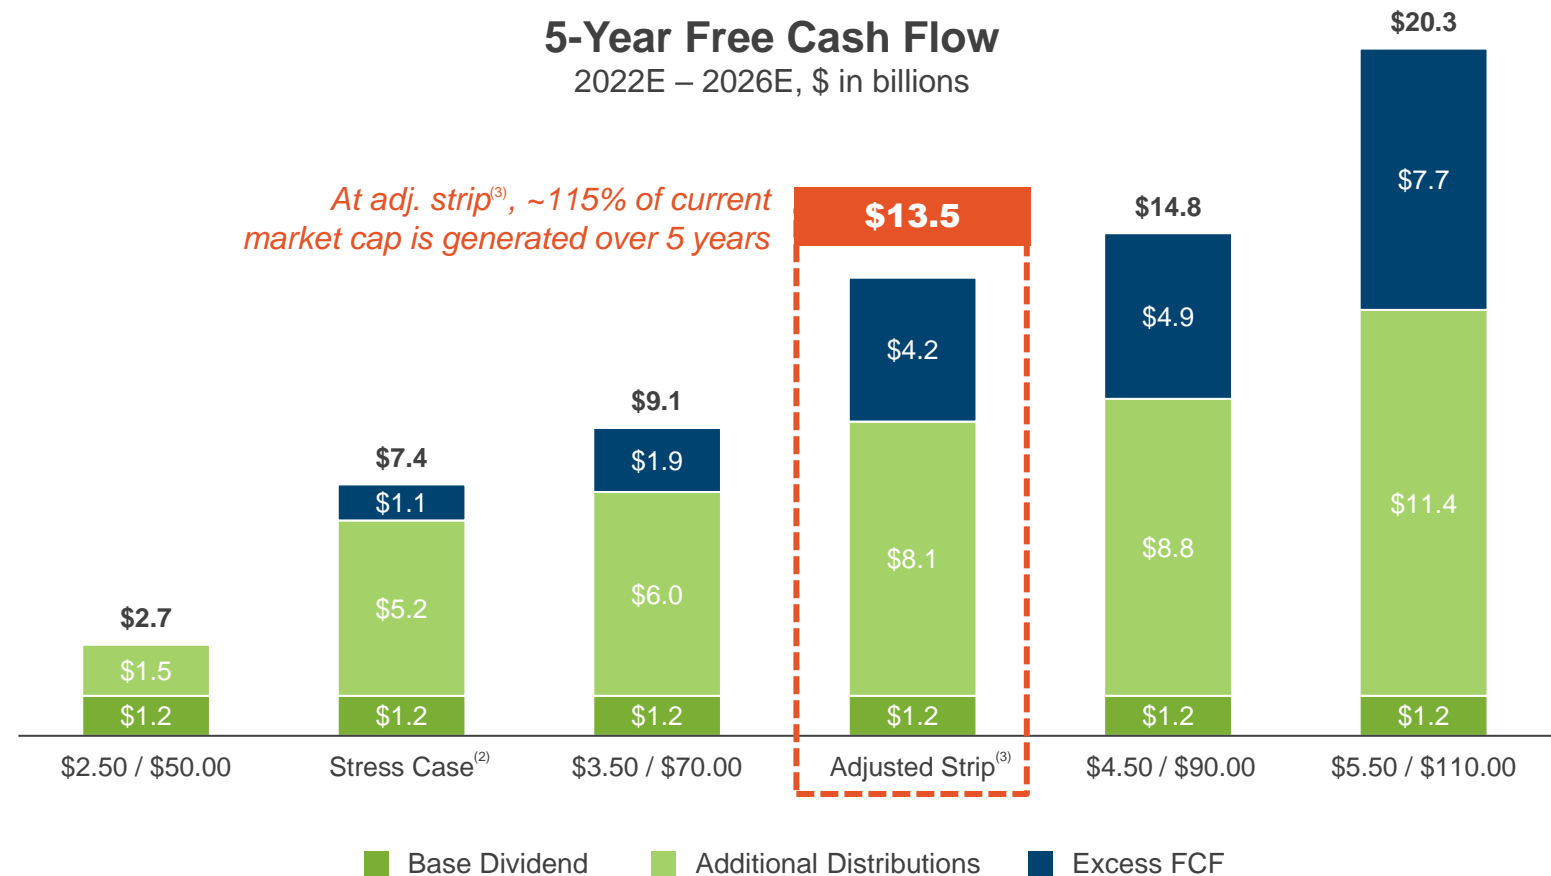 5-Year Free Cash Flow
2022E – 2026E, $ in billions
At adj. strip(3), ~115% of current
market cap is generated over 5 years
$2.7
$1.5
$1.2
$7.4
$1.1
$5.2
$1.2
$9.1
$1.9
$6.0
$1.2
$13.5
$4.2
$8.1
$1.2
$14.8
$4.9
$8.8
$1.2
$20.3
$7.7
$11.4
$1.2
$2.50 / $50.00
Stress Case(2)
$3.50 / $70.00
Adjusted Strip(3)
$4.50 / $90.00
$5.50 / $110.00
Base Dividend
Additional Distributions
Excess FCF